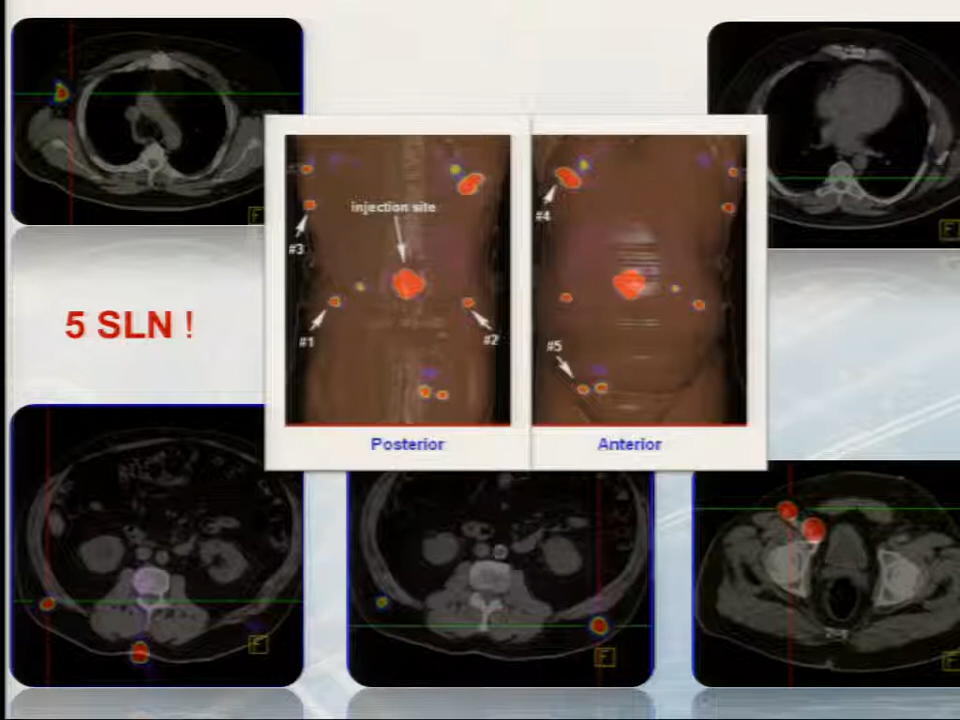 F
F
injection site
#3
#1
#2
#4
#5
5 SLN !
Posterior
Anterior
F
F
F